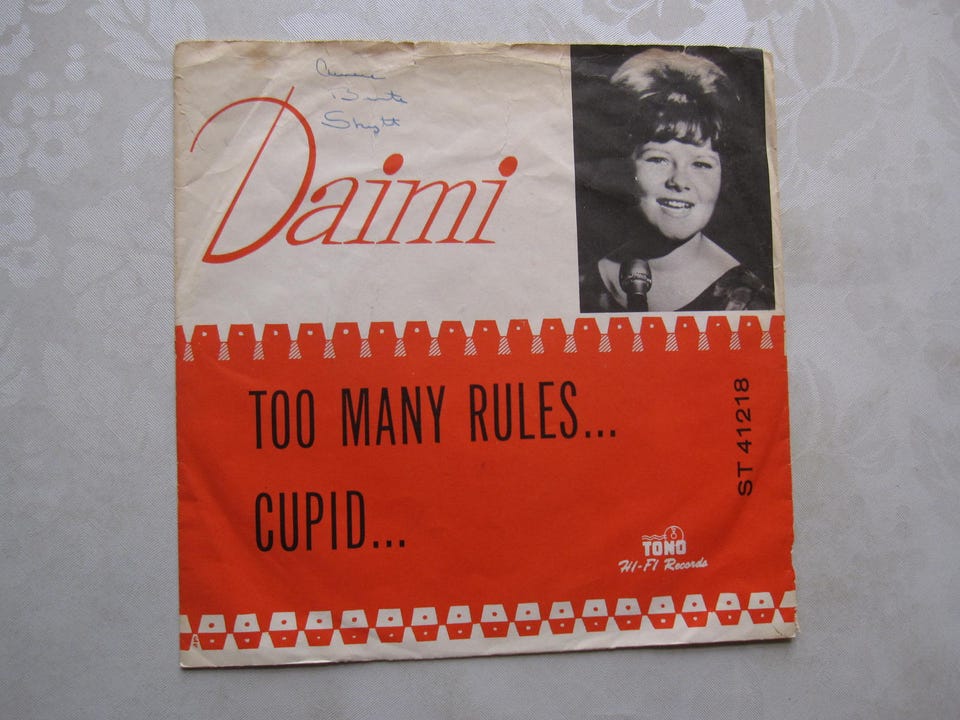 Daimi
TOO MANY RULES...
CUPID...
ST 41218
TONO
HI-FI Records